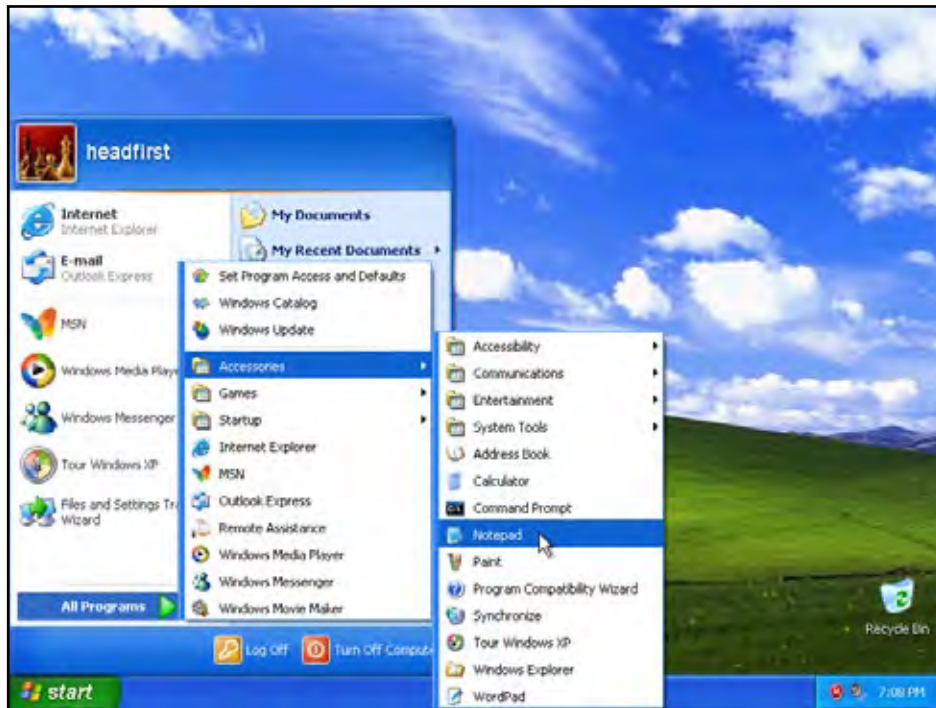 headfirst
Internet
Internet Explorer
E-mail
Outlook Express
MSN
Windows Media Playe
Windows Messenger
Tour Windows XP
Files and Settings Tra
Wizard
All Programs
My Documents
My Recent Documents
Set Program Access and Defaults
Windows Catalog
Windows Update
Accessories
Games
Startup
Internet Explorer
MSN
Outlook Express
Remote Assistance
Windows Media Player
Windows Messenger
Windows Movie Maker
Accessibility
Communications
Entertainment
System Tools
Address Book
Calculator
Command Prompt
Notepad
Paint
Program Compatibility Wizard
Synchronize
Tour Windows XP
Windows Explorer
WordPad
Log Off
Turn Off Compute
Recycle Bin
start
7:08 PM